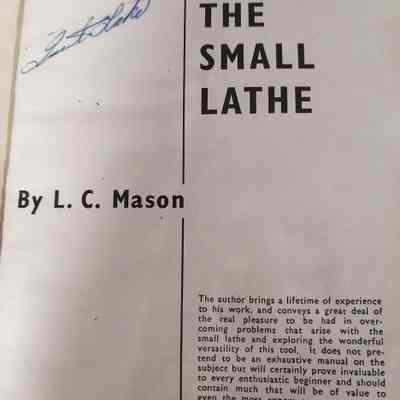 THE
SMALL
LATHE
By L. C. Mason
The author brings a lifetime of experience
to his work, and conveys a great deal of
the real pleasure to be had in over-
coming problems that arise with the
small lathe and exploring the wonderful
versatility of this tool, It does not pre-
tend to be an exhaustive manual on the
subject but will certainly prove invaluable
to every enthusiastic beginner and should
contain much that will be of value to
even the most